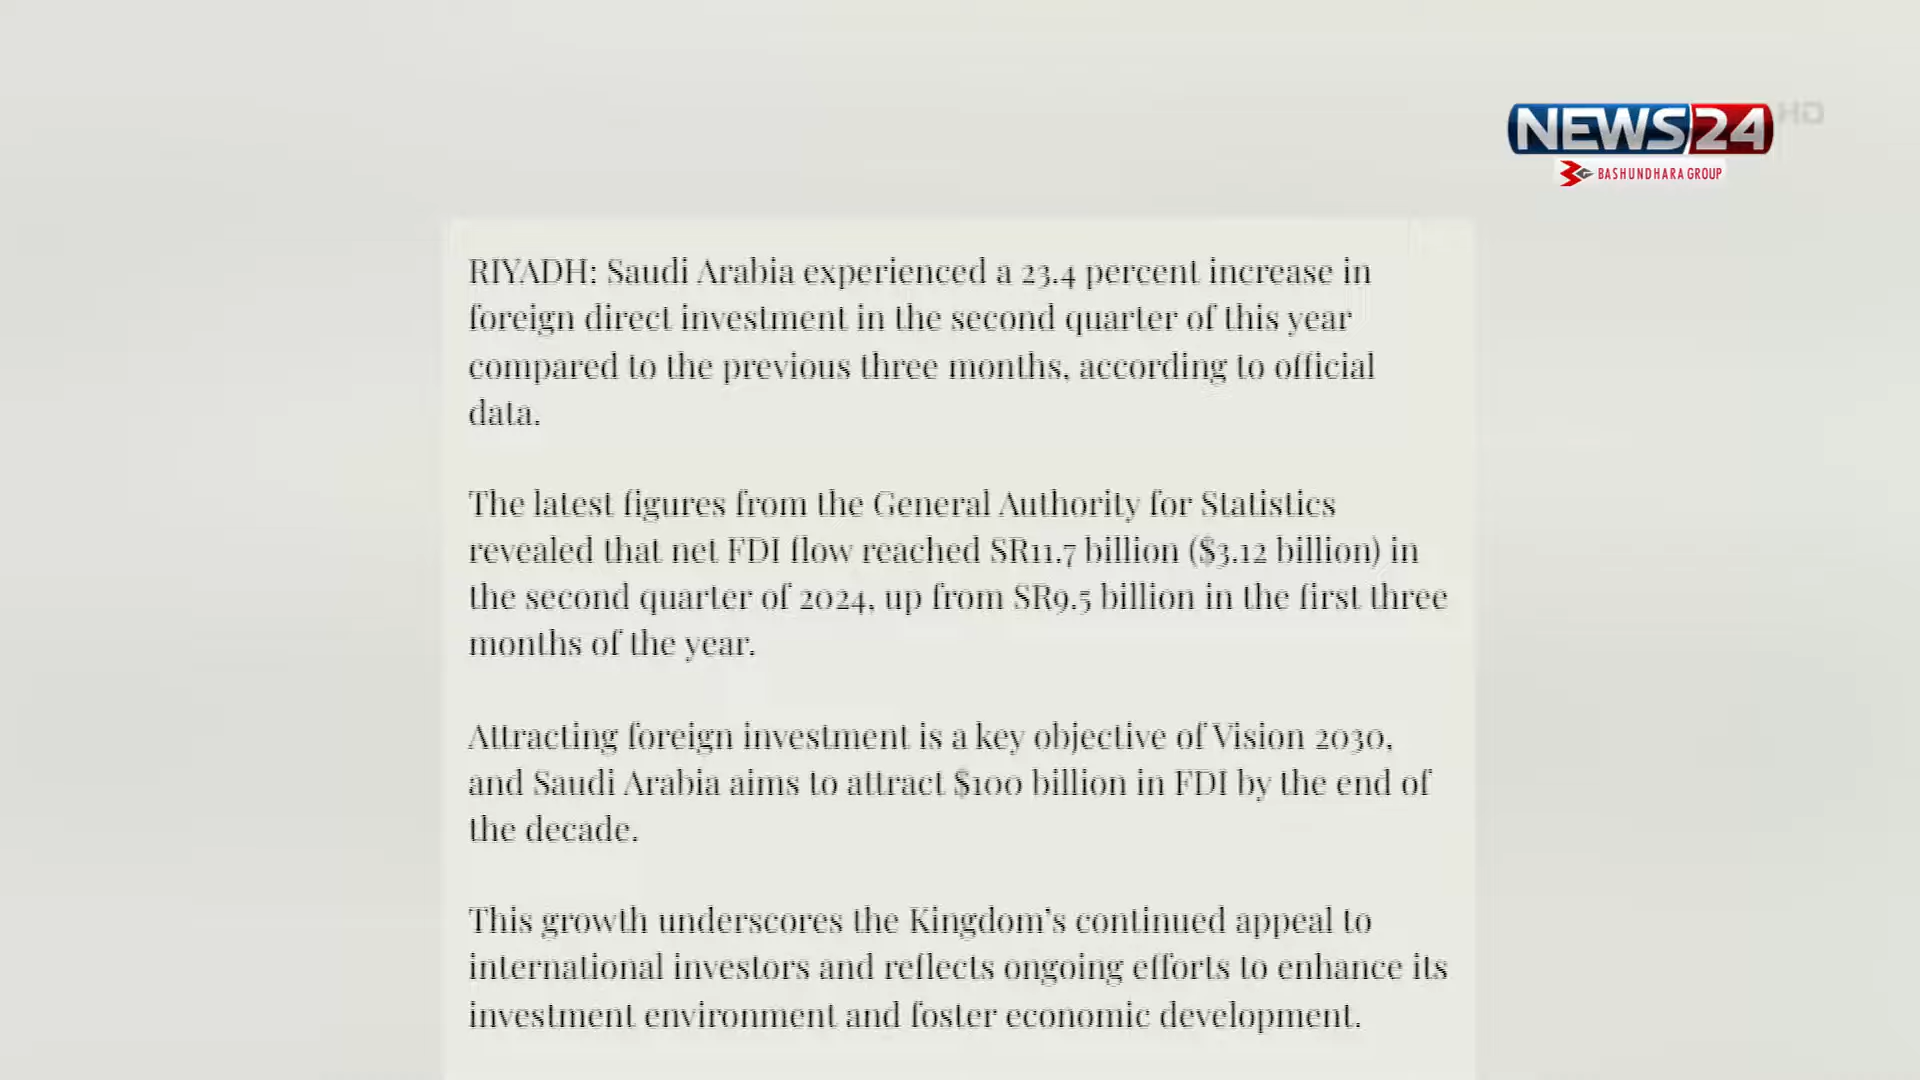 HD
NEWS 24
BASHUNDHARA GROUP
RIYADH: Saudi Arabia experienced a 23.4 percent increase in
foreign direct investment in the second quarter of this year
compared to the previous three months, according to official
data.
The latest figures from the General Authority for Statistics
revealed that net FDI flow reached SR11.7 billion ($3.12 billion) in
the second quarter of 2024, up from SR9.5 billion in the first three
months of the year.
Attracting foreign investment is a key objective of Vision 2030,
and Saudi Arabia aims to attract $100 billion in FDI by the end of
the decade.
This growth underscores the Kingdom's continued appeal to
international investors and reflects ongoing efforts to enhance its
investment environment and foster economic development.